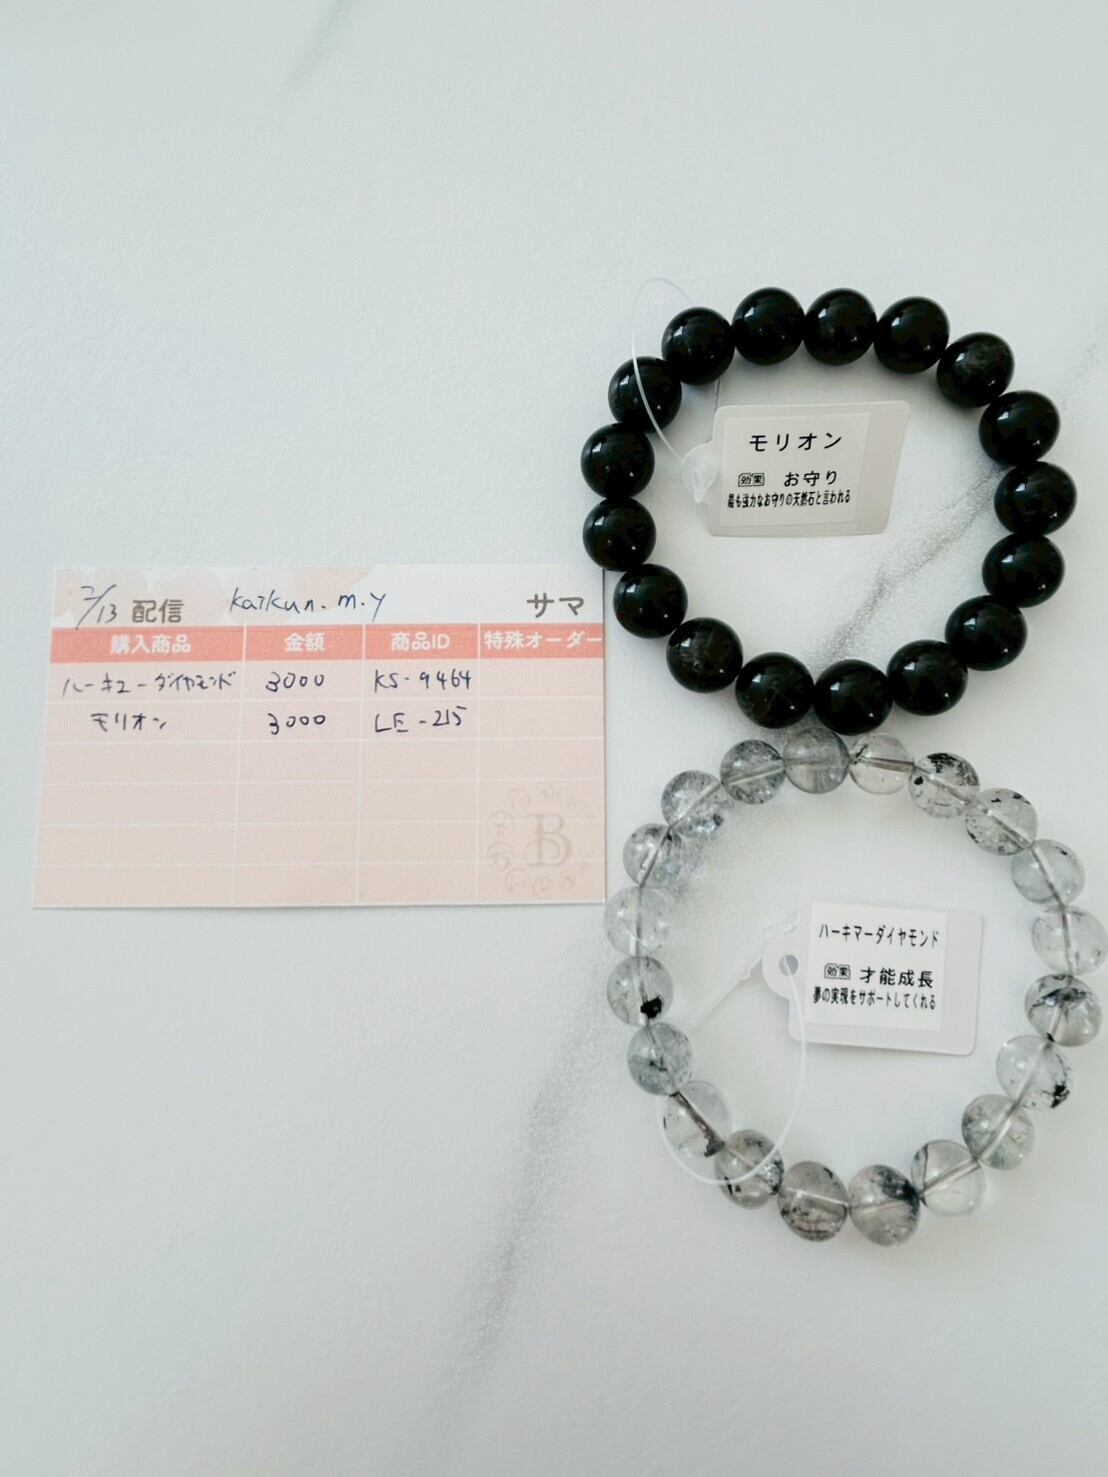 2/13 配信 kaikun.m.y サマ
購入商品 金額 商品ID 特殊オーダー
ハーキューダイヤモンド 3000 KS-9464
モリオン 3000 LE-215
B
モリオン
効果 お守り
最も強力なお守りの天然石と言われる
ハーキマーダイヤモンド
効果 才能成長
夢の実現をサポートしてくれる